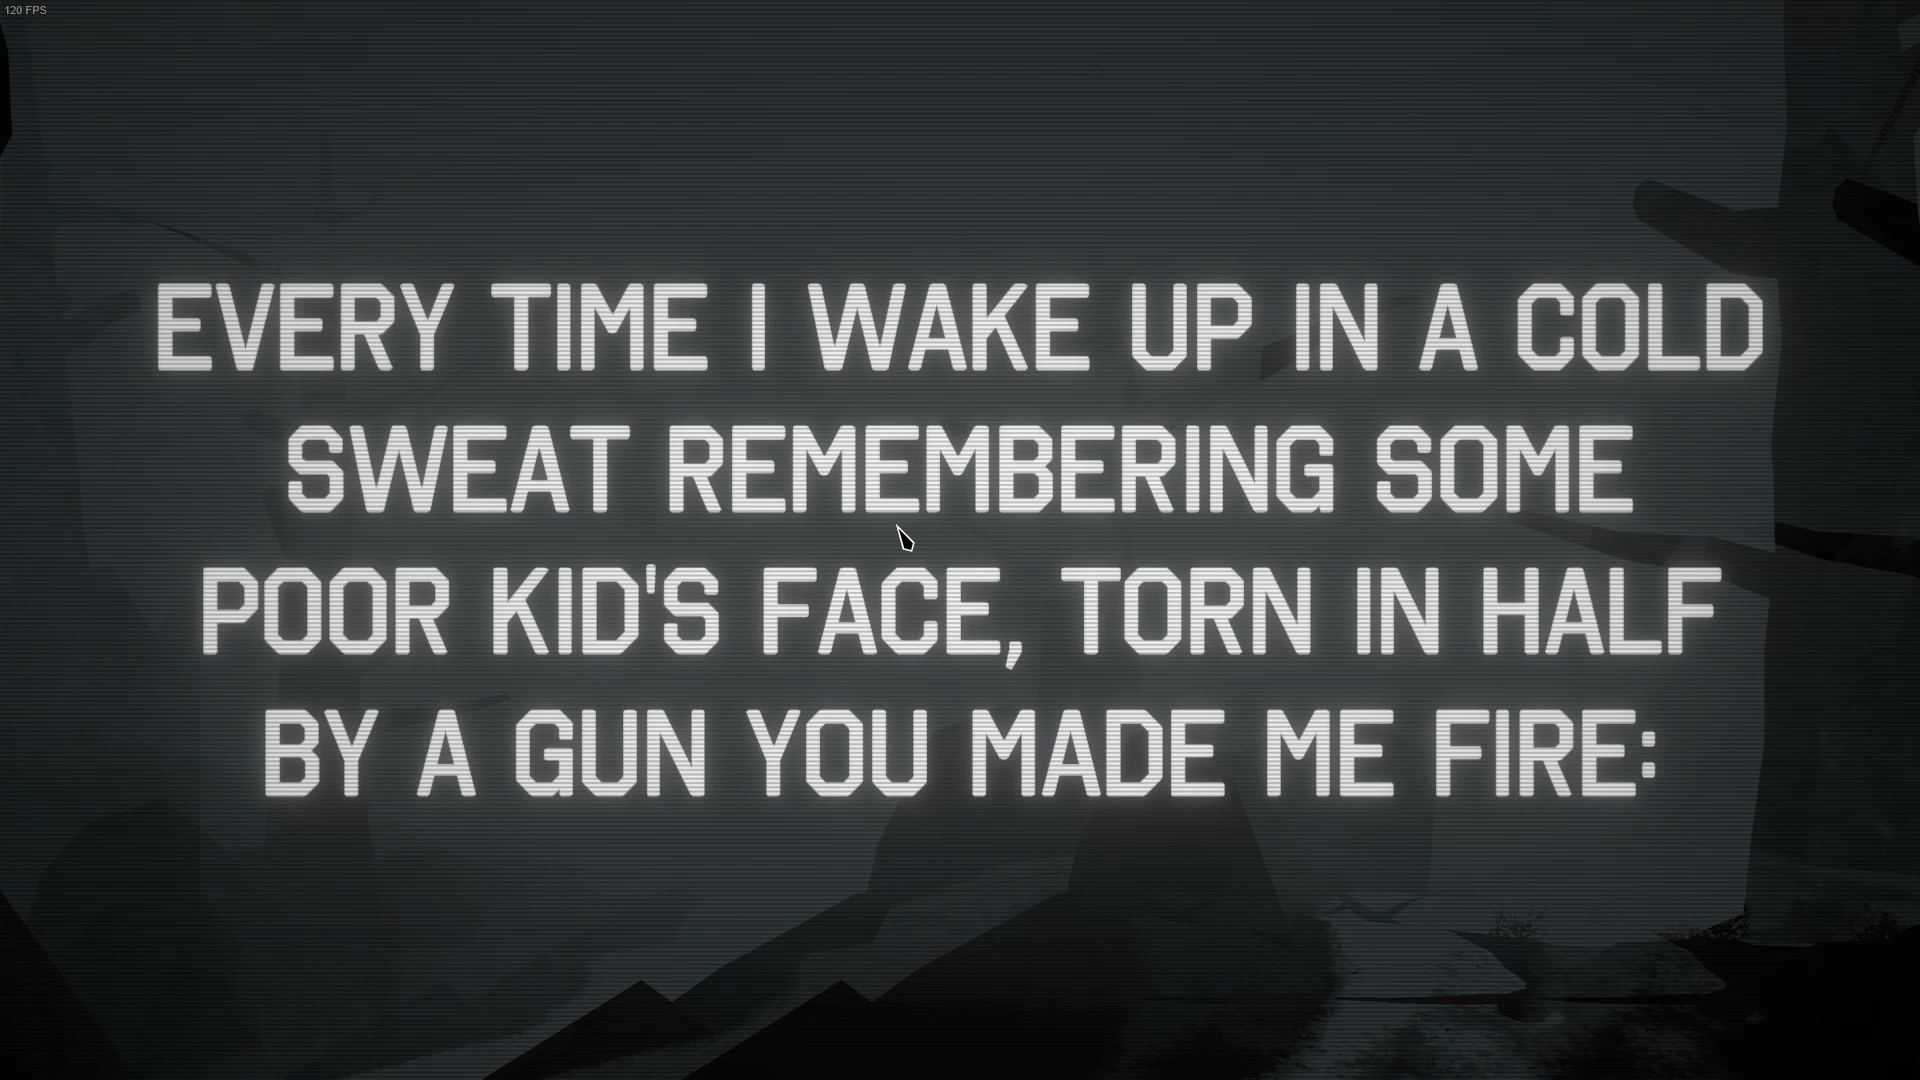 120 FPS
EVERY TIME I WAKE UP IN A COLD
SWEAT REMEMBERING SOME
POOR KID'S FACE, TORN IN HALF
BY A GUN YOU MADE ME FIRE: